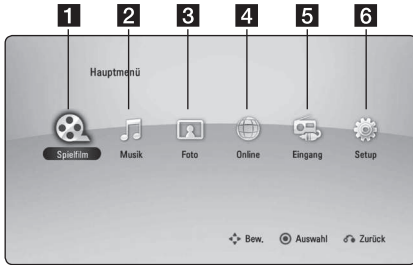 1 2 3 4 5 6
Hauptmenü
Spielfilm Musik Foto Online Eingang Setup
Bew. Auswahl Zurück